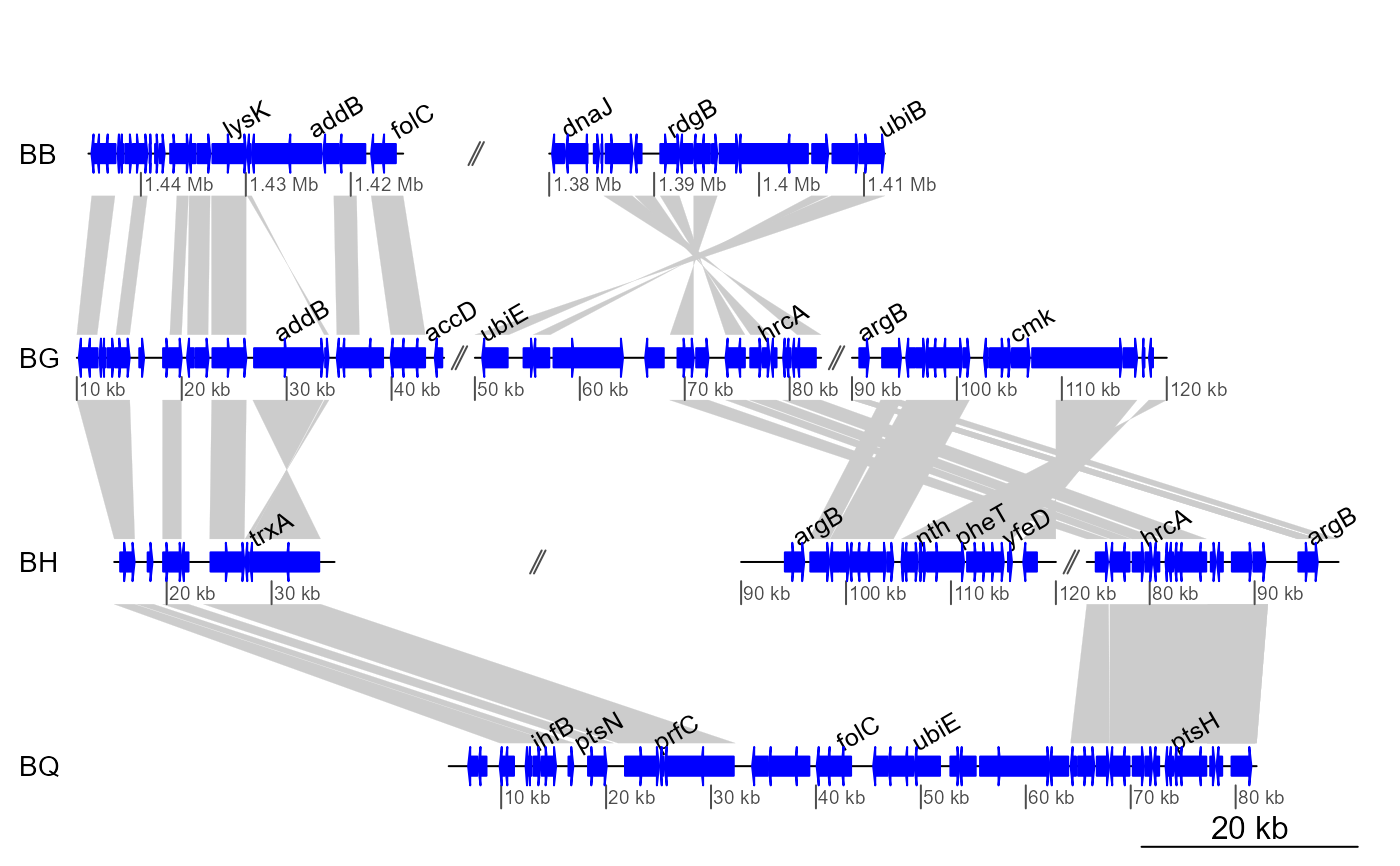 lysK addB folC dnaJ rdgB ubiB
BB
1.44 Mb 1.43 Mb 1.42 Mb 1.38 Mb 1.39 Mb 1.4 Mb 1.41 Mb
addB accD ubiE hrcA argB cmk
BG
10 kb 20 kb 30 kb 40 kb 50 kb 60 kb 70 kb 80 kb 90 kb 100 kb 110 kb 120 kb
trxA argB nth pheT yfeD hrcA argB
BH
20 kb 30 kb 90 kb 100 kb 110 kb 120 kb 80 kb 90 kb
ihfB ptsN prfC folC ubiE ptsH
BQ
10 kb 20 kb 30 kb 40 kb 50 kb 60 kb 70 kb 80 kb
20 kb